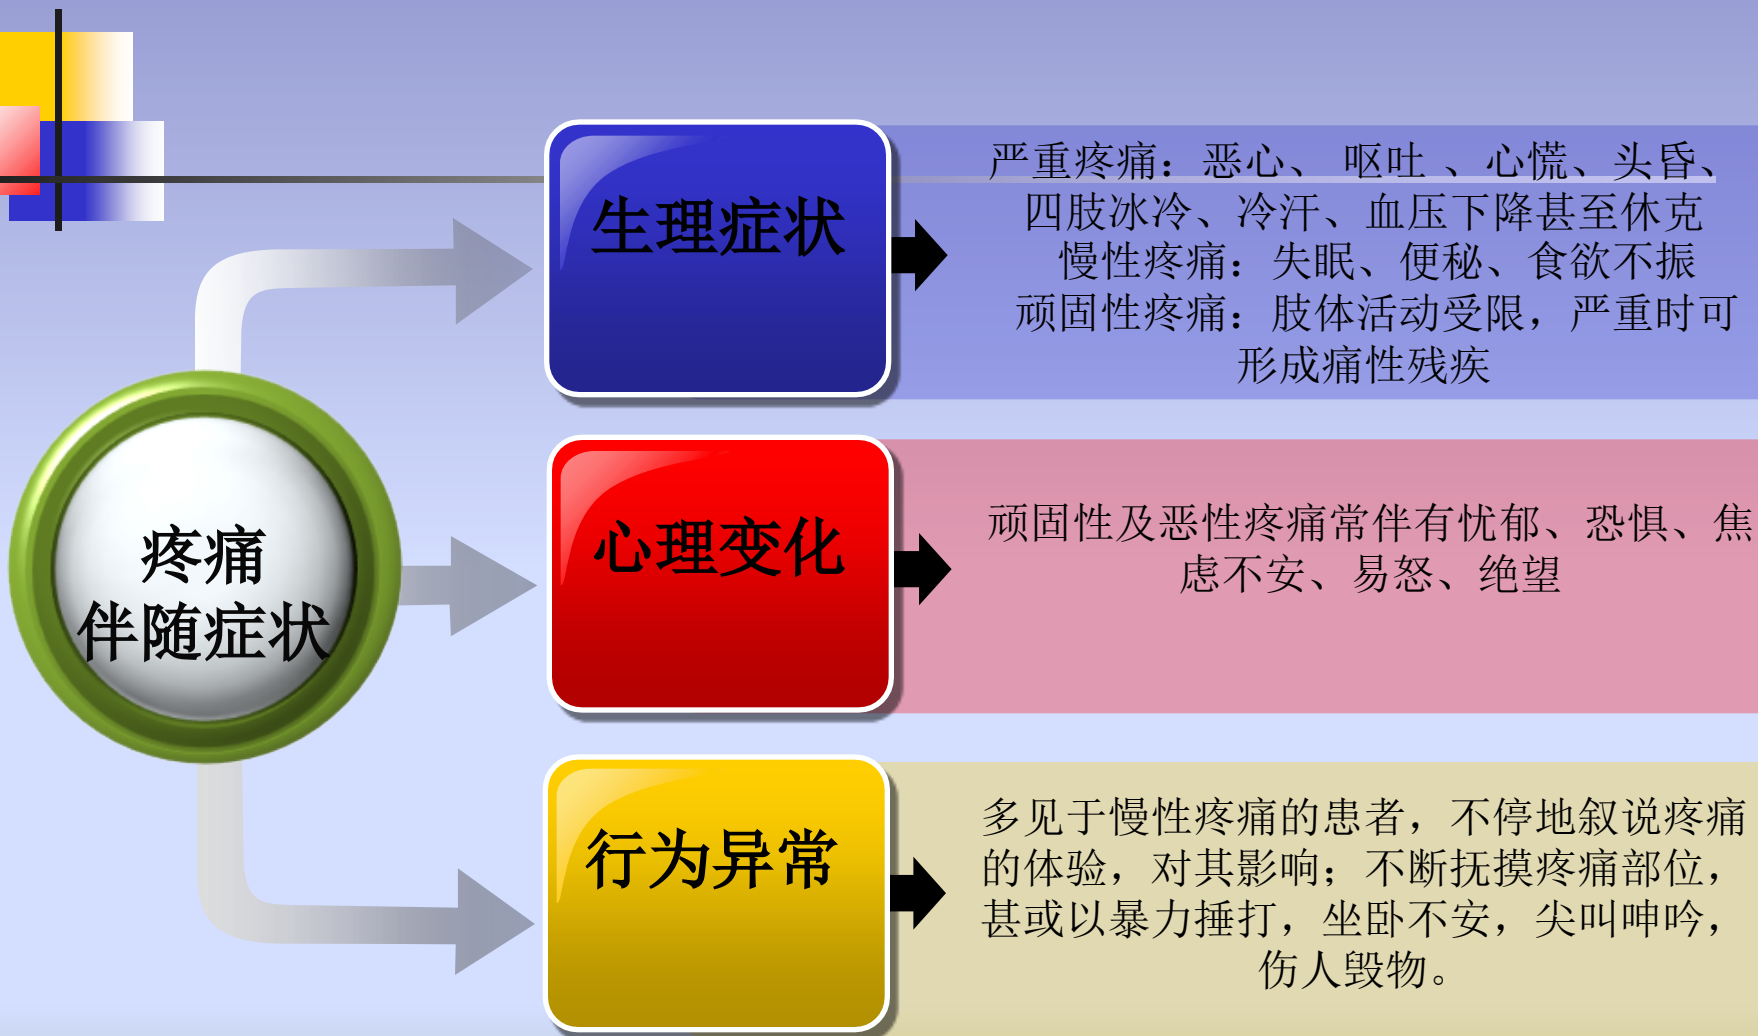 疼痛
伴随症状
生理症状
严重疼痛：恶心、 呕吐 、心慌、头昏、
四肢冰冷、冷汗、血压下降甚至休克
慢性疼痛：失眠、便秘、食欲不振
顽固性疼痛：肢体活动受限，严重时可
形成痛性残疾
心理变化
顽固性及恶性疼痛常伴有忧郁、恐惧、焦
虑不安、易怒、绝望
行为异常
多见于慢性疼痛的患者，不停地叙说疼痛
的体验，对其影响；不断抚摸疼痛部位，
甚或以暴力捶打，坐卧不安，尖叫呻吟，
伤人毁物。